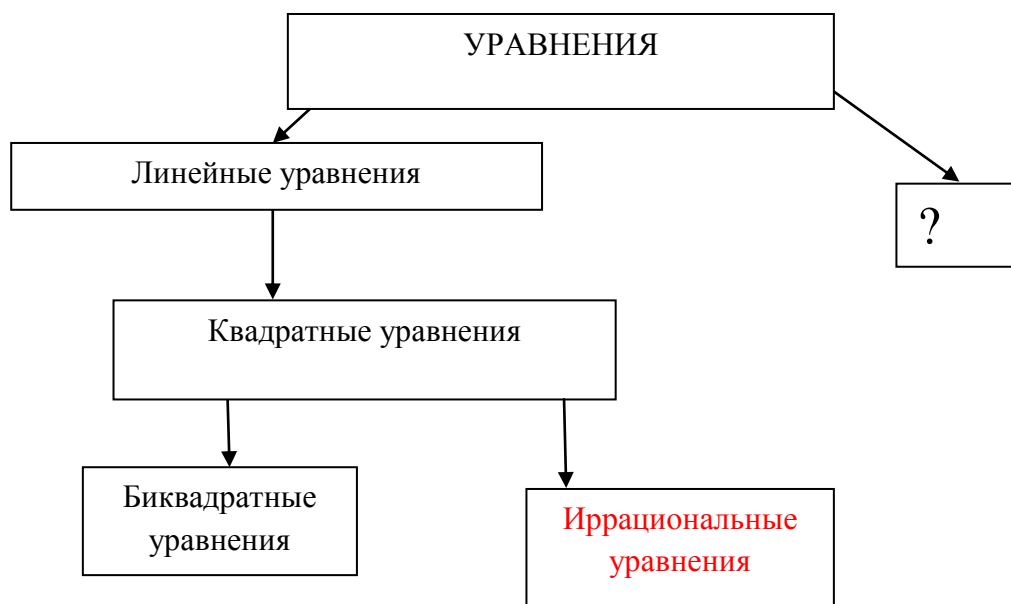 УРАВНЕНИЯ
Линейные уравнения
?
Квадратные уравнения
Биквадратные
уравнения
Иррациональные
уравнения